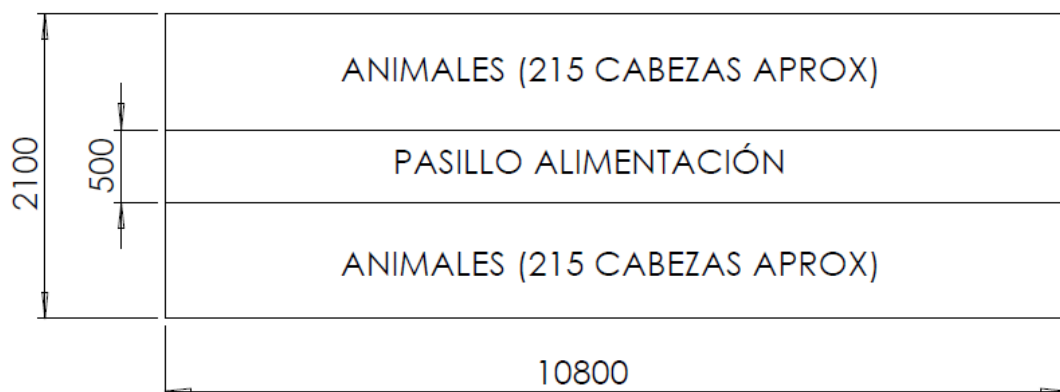 ANIMALES (215 CABEZAS APROX)
2100
500
PASILLO ALIMENTACIÓN
ANIMALES (215 CABEZAS APROX)
10800